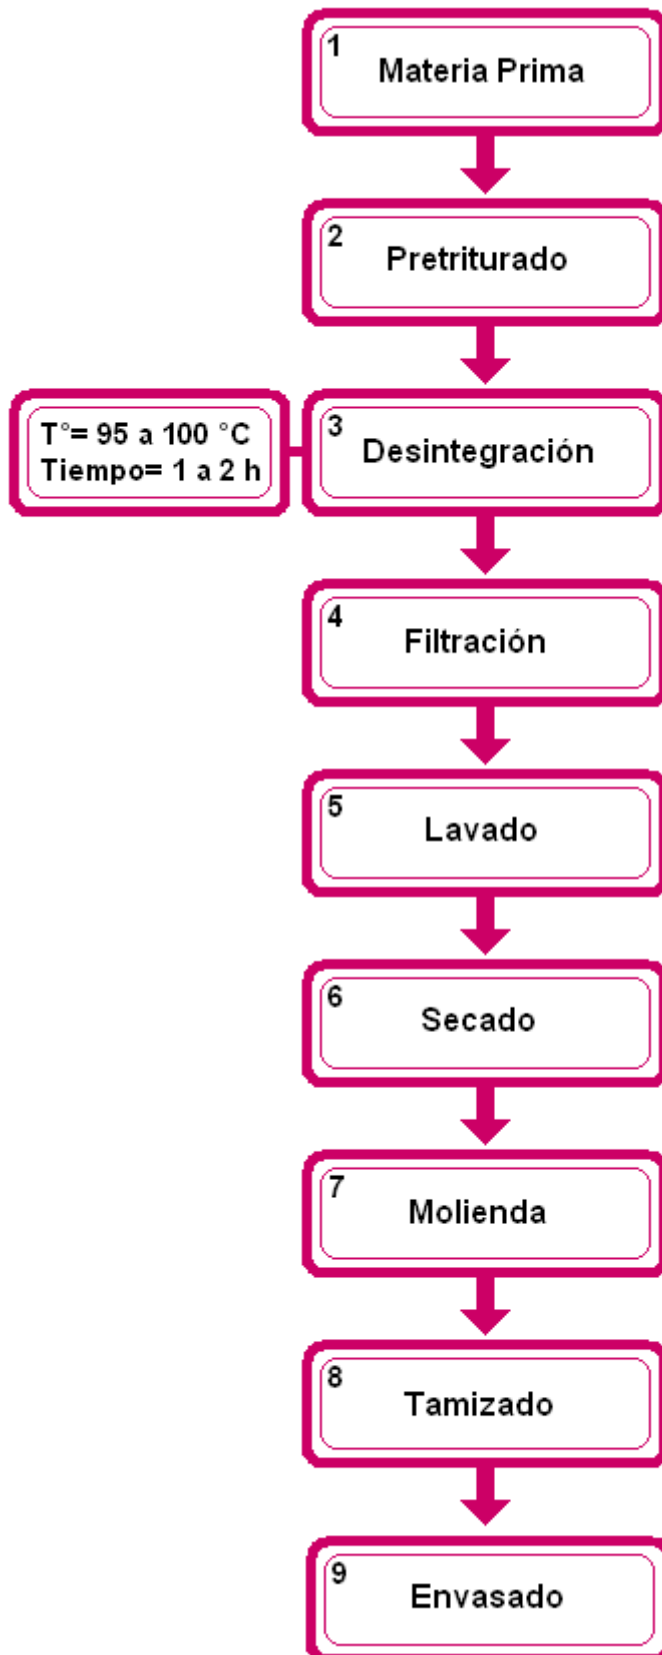 1
Materia Prima
2
Pretriturado
T°= 95 a 100 °C
Tiempo= 1 a 2 h
3
Desintegración
4
Filtración
5
Lavado
6
Secado
7
Molienda
8
Tamizado
9
Envasado